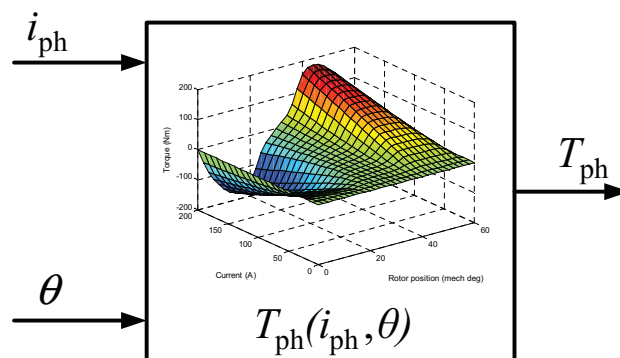 i_ph
200
100
0
-100
-200
Torque (Nm)
200
150
100
50
0
Current (A)
0
20
40
60
Rotor position (mech deg)
T_ph
θ
T_ph(i_ph,θ)